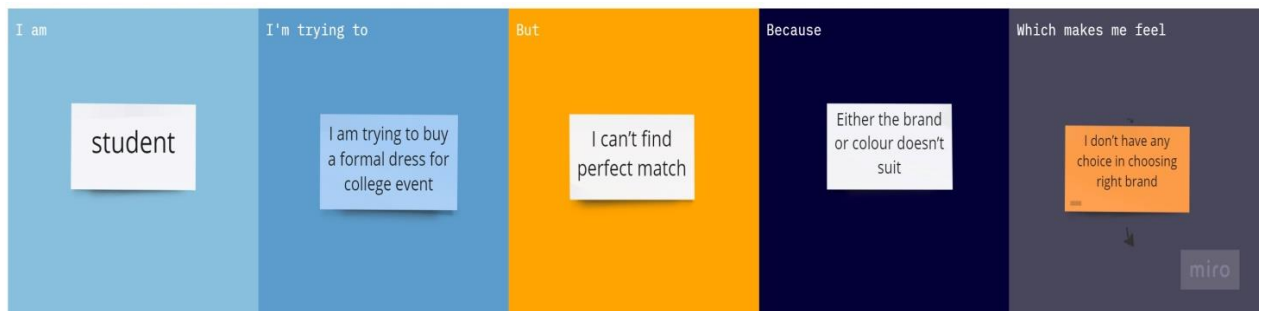 I am
student
I'm trying to
I am trying to buy
a formal dress for
college event
But
I can't find
perfect match
Because
Either the brand
or colour doesn't
suit
Which makes me feel
I don't have any
choice in choosing
right brand
miro